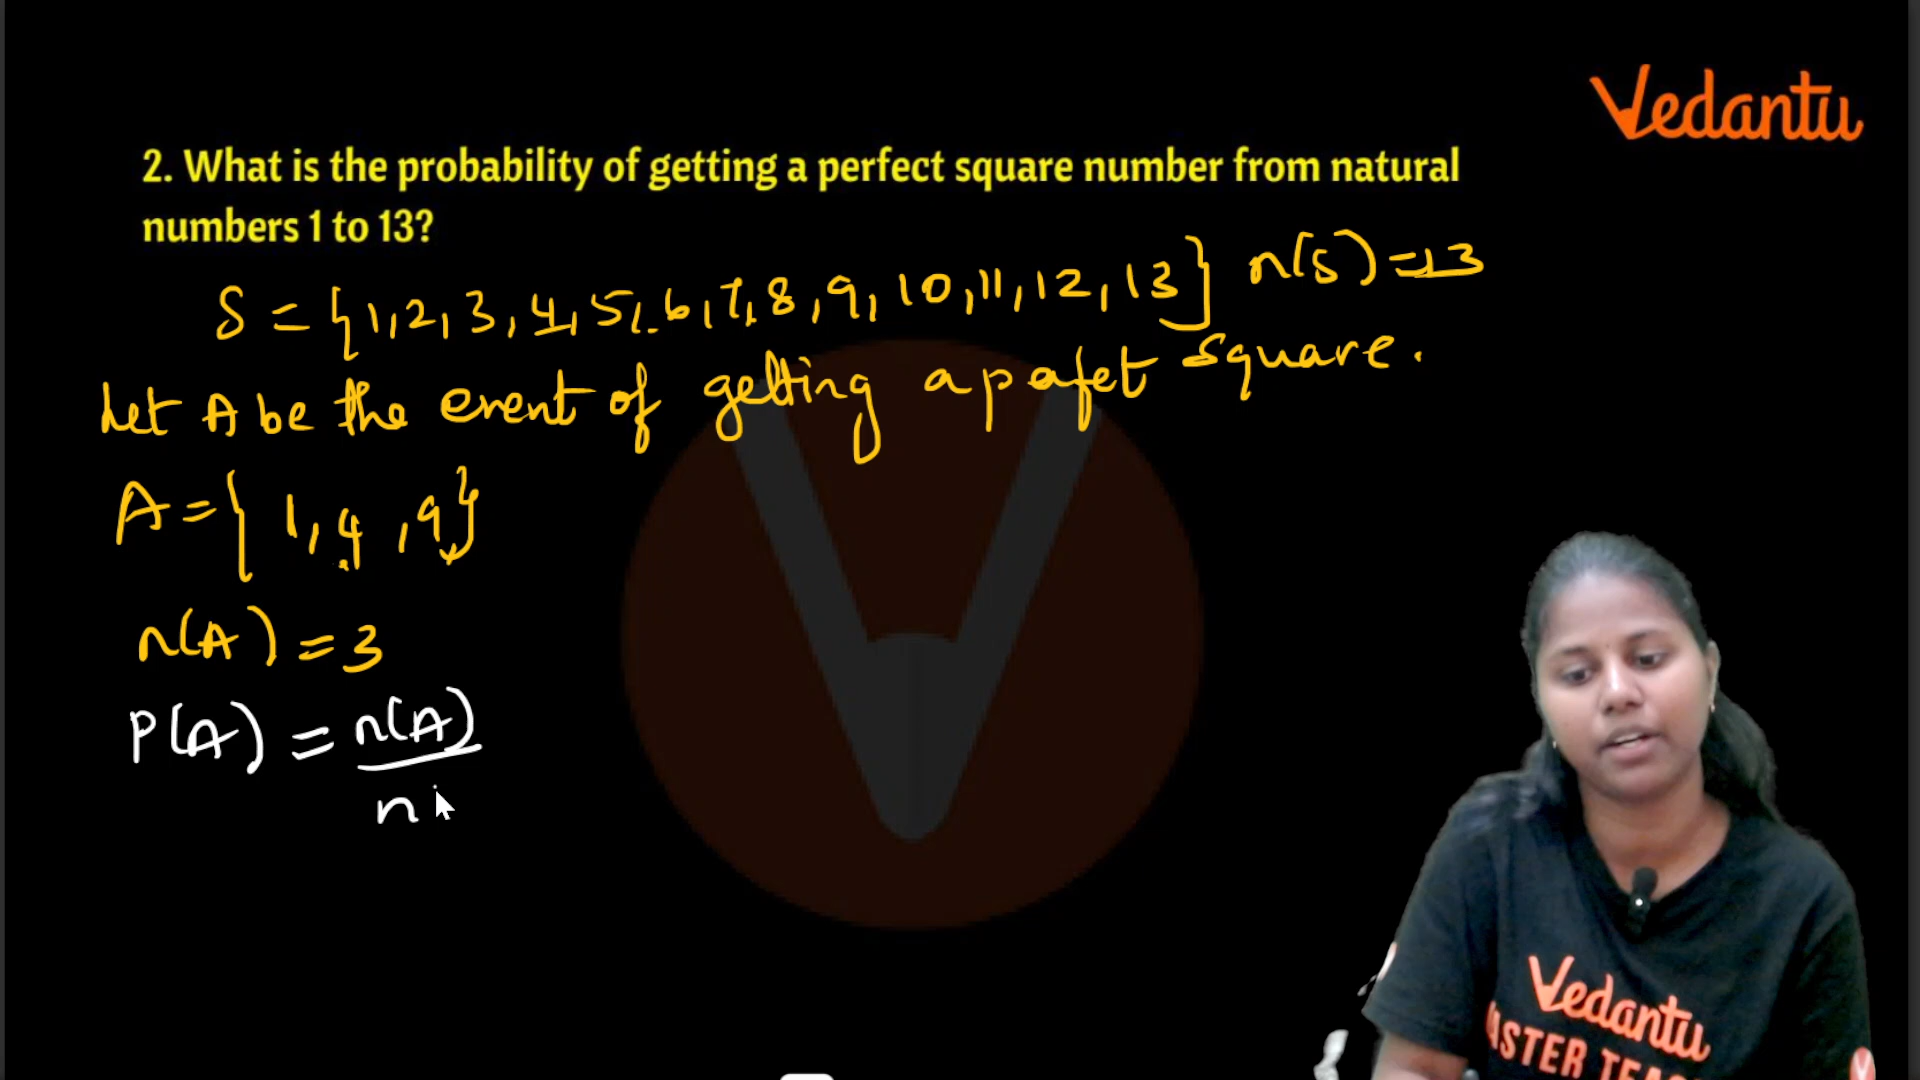 Vedantu
2. What is the probability of getting a perfect square number from natural
numbers 1 to 13?
S = {1,2,3,4,5,6,7,8,9,10,11,12,13} n(S)=13
Let A be the event of getting a pafet square.
A={ 1,4,9}
n(A) = 3
P(A) = n(A)
n
Vedantu
ASTER TEAC